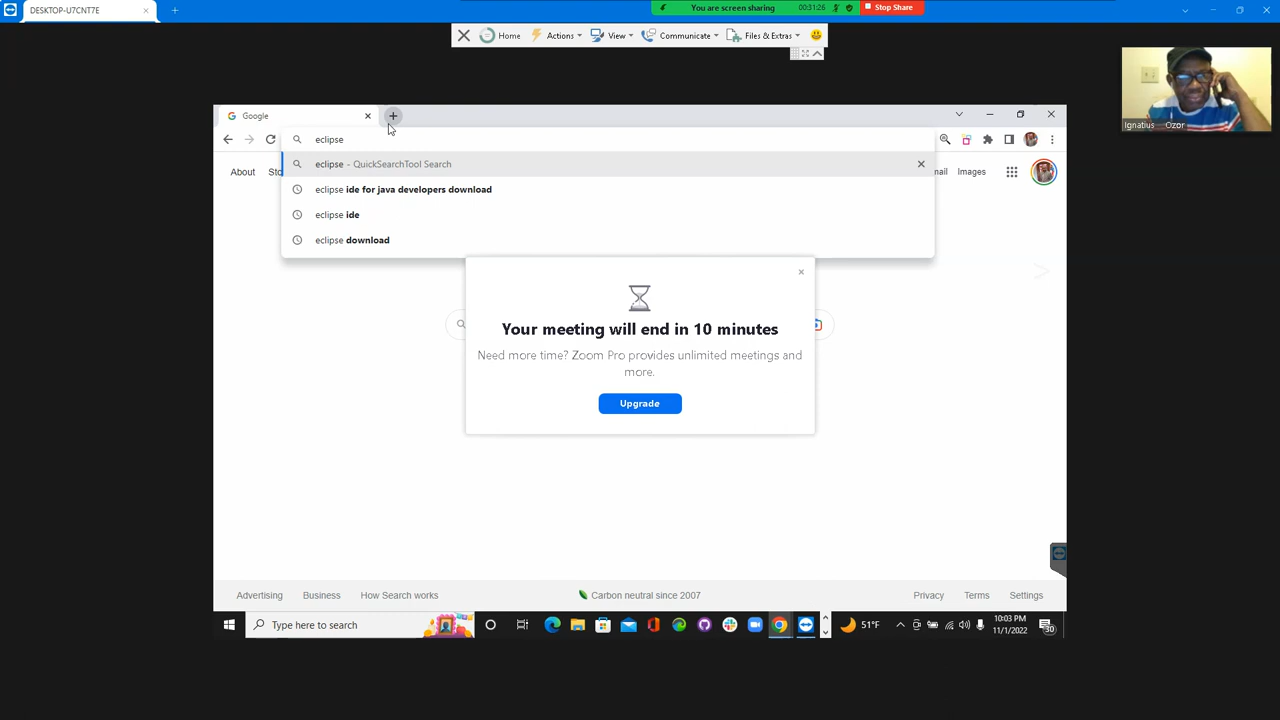 DESKTOP-U7CNT7E
You are screen sharing
00:31:26
Stop Share
Home
Actions
View
Communicate
Files & Extras
Ignatius Ozor
Google
eclipse
eclipse - QuickSearchTool Search
eclipse ide for java developers download
eclipse ide
eclipse download
About
Images
Your meeting will end in 10 minutes
Need more time? Zoom Pro provides unlimited meetings and
more.
Upgrade
Advertising
Business
How Search works
Carbon neutral since 2007
Privacy
Terms
Settings
Type here to search
51°F
10:03 PM
11/1/2022
30